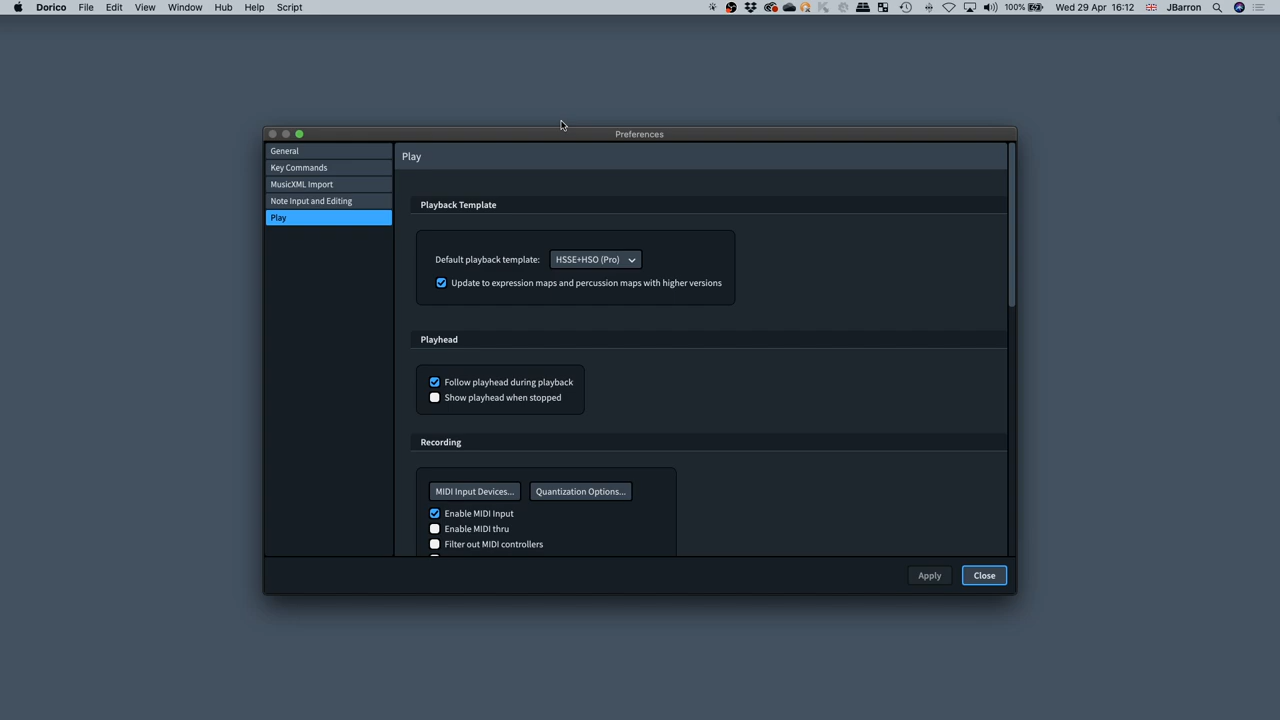 Dorico File Edit View Window Hub Help Script 100% Wed 29 Apr 16:12 JBarron
Preferences
General
Key Commands
MusicXML Import
Note Input and Editing
Play
Play
Playback Template
Default playback template: HSSE+HSO (Pro)
Update to expression maps and percussion maps with higher versions
Playhead
Follow playhead during playback
Show playhead when stopped
Recording
MIDI Input Devices... Quantization Options...
Enable MIDI Input
Enable MIDI thru
Filter out MIDI controllers
Apply Close